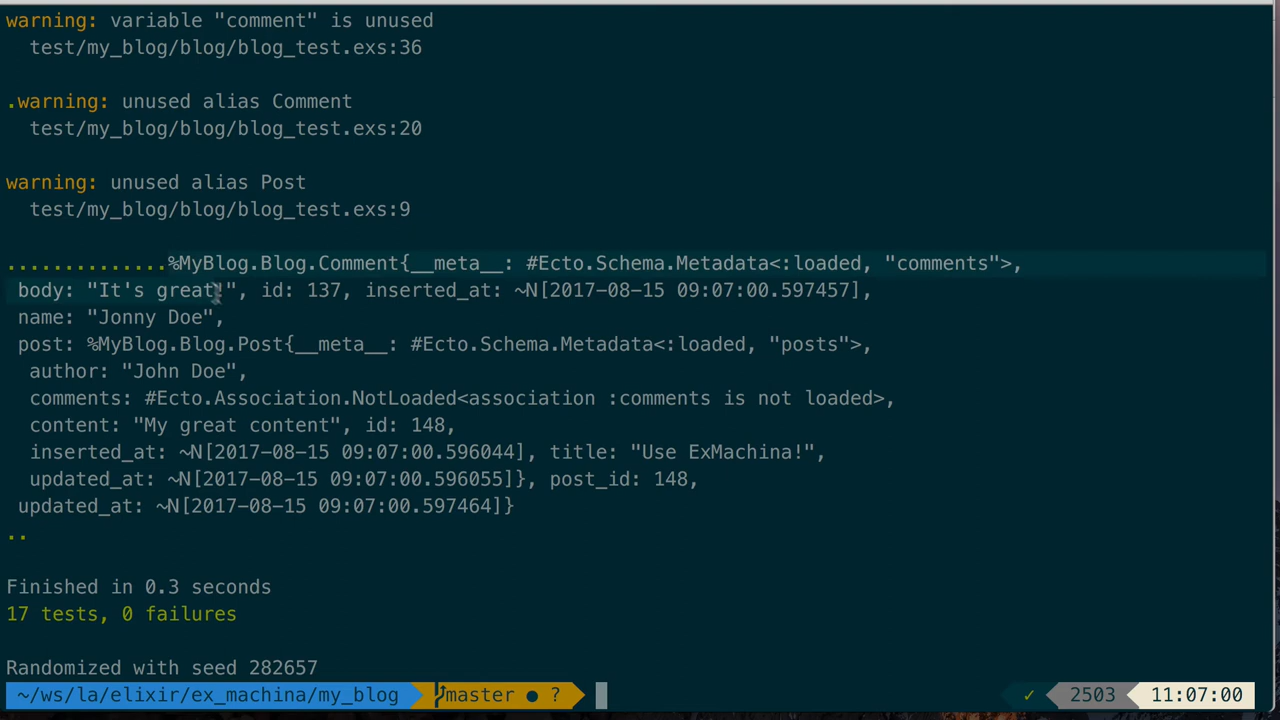 warning: variable "comment" is unused
test/my_blog/blog/blog_test.exs:36
.warning: unused alias Comment
test/my_blog/blog/blog_test.exs:20
warning: unused alias Post
test/my_blog/blog/blog_test.exs:9
..............%MyBlog.Blog.Comment{__meta__: #Ecto.Schema.Metadata<:loaded, "comments">,
body: "It's great!", id: 137, inserted_at: ~N[2017-08-15 09:07:00.597457],
name: "Jonny Doe",
post: %MyBlog.Blog.Post{__meta__: #Ecto.Schema.Metadata<:loaded, "posts">,
author: "John Doe",
comments: #Ecto.Association.NotLoaded<association :comments is not loaded>,
content: "My great content", id: 148,
inserted_at: ~N[2017-08-15 09:07:00.596044], title: "Use ExMachina!",
updated_at: ~N[2017-08-15 09:07:00.596055]}, post_id: 148,
updated_at: ~N[2017-08-15 09:07:00.597464]}
..
Finished in 0.3 seconds
17 tests, 0 failures
Randomized with seed 282657
~/ws/la/elixir/ex_machina/my_blog master ● ? ✓ 2503 11:07:00